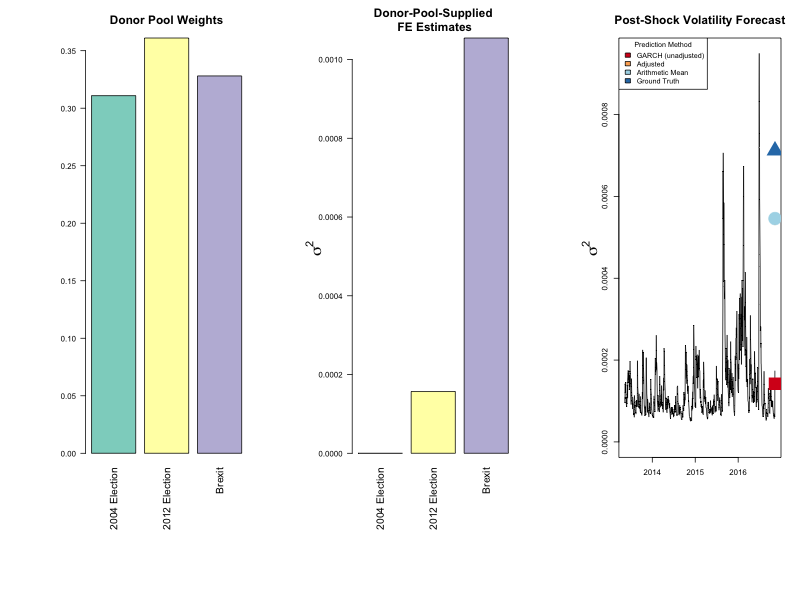 Donor Pool Weights
0.35
0.30
0.25
0.20
0.15
0.10
0.05
0.00
2004 Election
2012 Election
Brexit
Donor-Pool-Supplied
FE Estimates
σ²
0.0010
0.0008
0.0006
0.0004
0.0002
0.0000
2004 Election
2012 Election
Brexit
Post-Shock Volatility Forecast
Prediction Method
GARCH (unadjusted)
Adjusted
Arithmetic Mean
Ground Truth
σ²
0.0008
0.0006
0.0004
0.0002
0.0000
2014
2015
2016